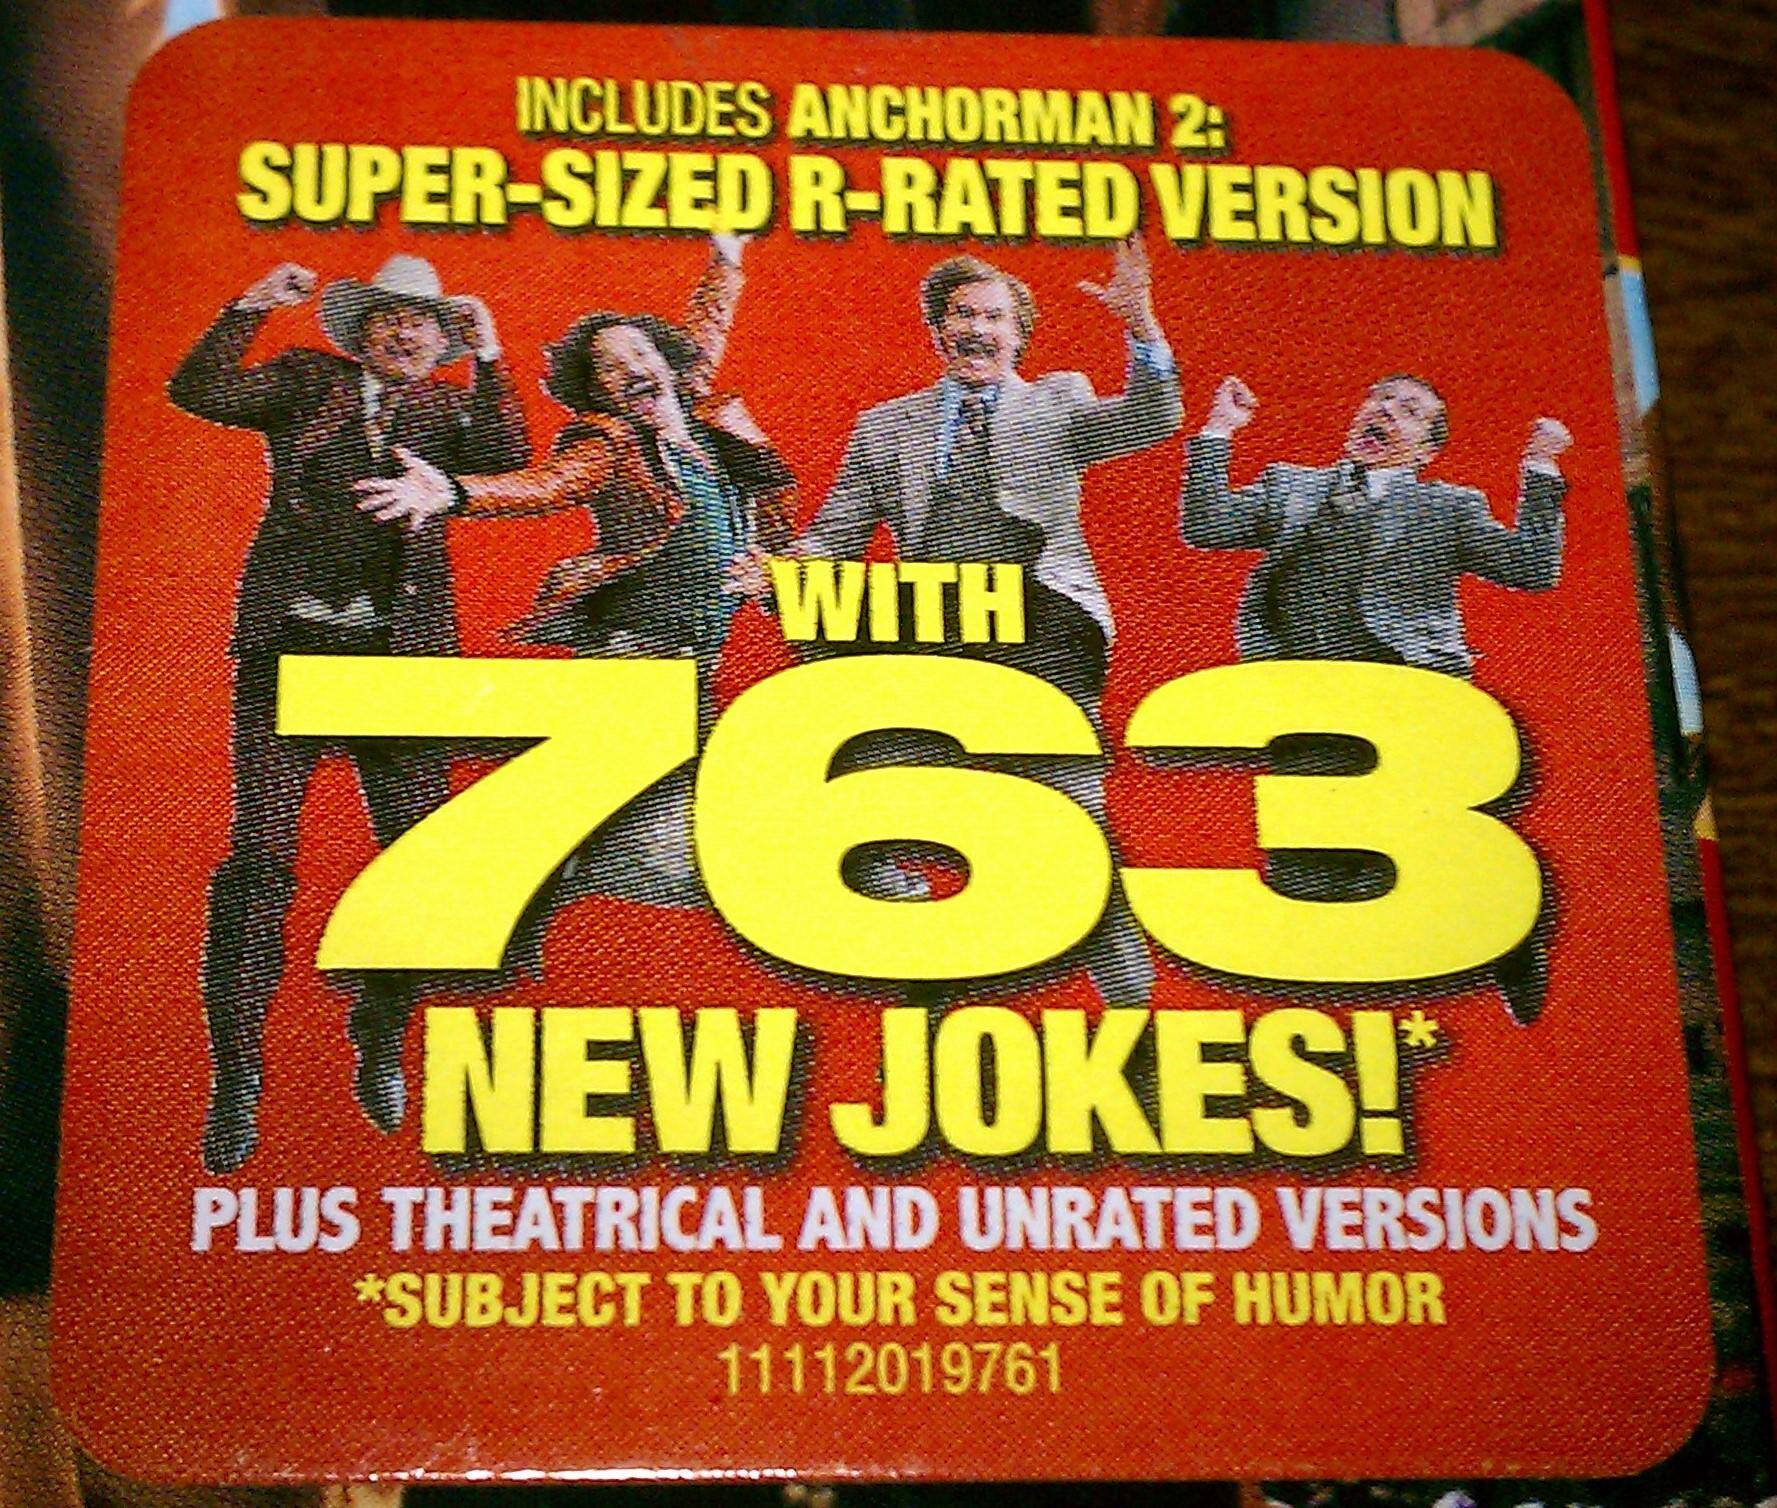 INCLUDES ANCHORMAN 2:
SUPER-SIZED R-RATED VERSION
WITH
763
NEW JOKES!*
PLUS THEATRICAL AND UNRATED VERSIONS
*SUBJECT TO YOUR SENSE OF HUMOR
11112019761